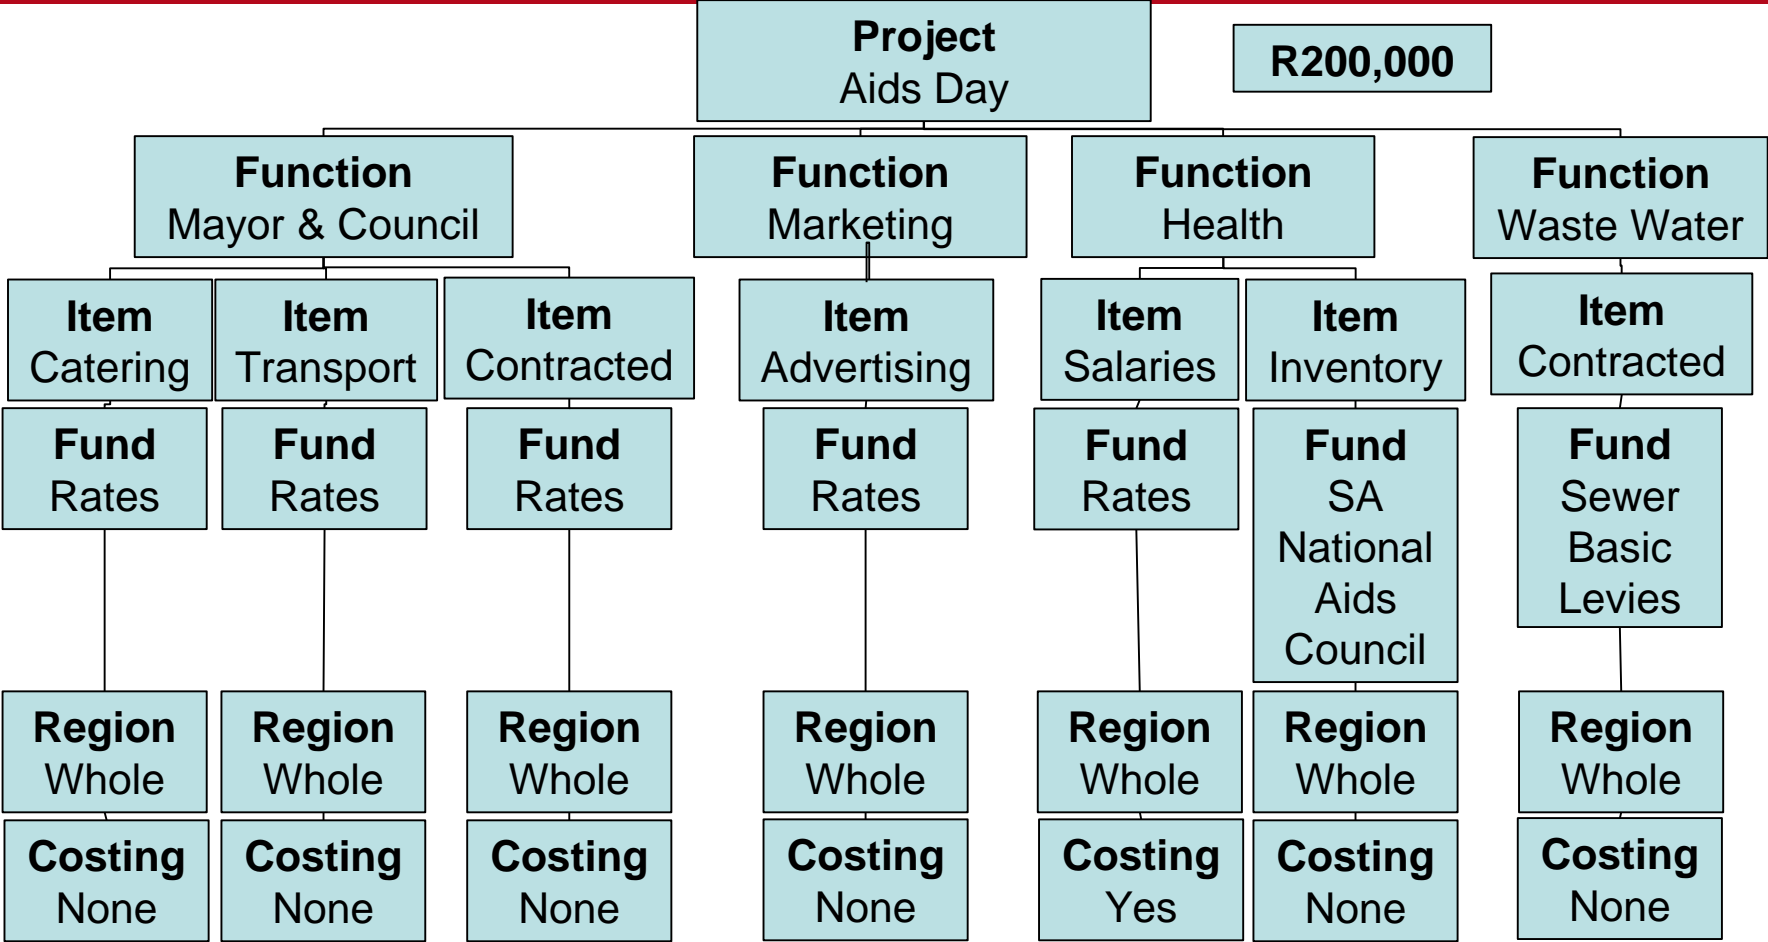 Project
Aids Day
R200,000
Function
Mayor & Council
Function
Marketing
Function
Health
Function
Waste Water
Item
Catering
Item
Transport
Item
Contracted
Item
Advertising
Item
Salaries
Item
Inventory
Item
Contracted
Fund
Rates
Fund
Rates
Fund
Rates
Fund
Rates
Fund
Rates
Fund
SA
National
Aids
Council
Fund
Sewer
Basic
Levies
Region
Whole
Region
Whole
Region
Whole
Region
Whole
Region
Whole
Region
Whole
Region
Whole
Costing
None
Costing
None
Costing
None
Costing
None
Costing
Yes
Costing
None
Costing
None